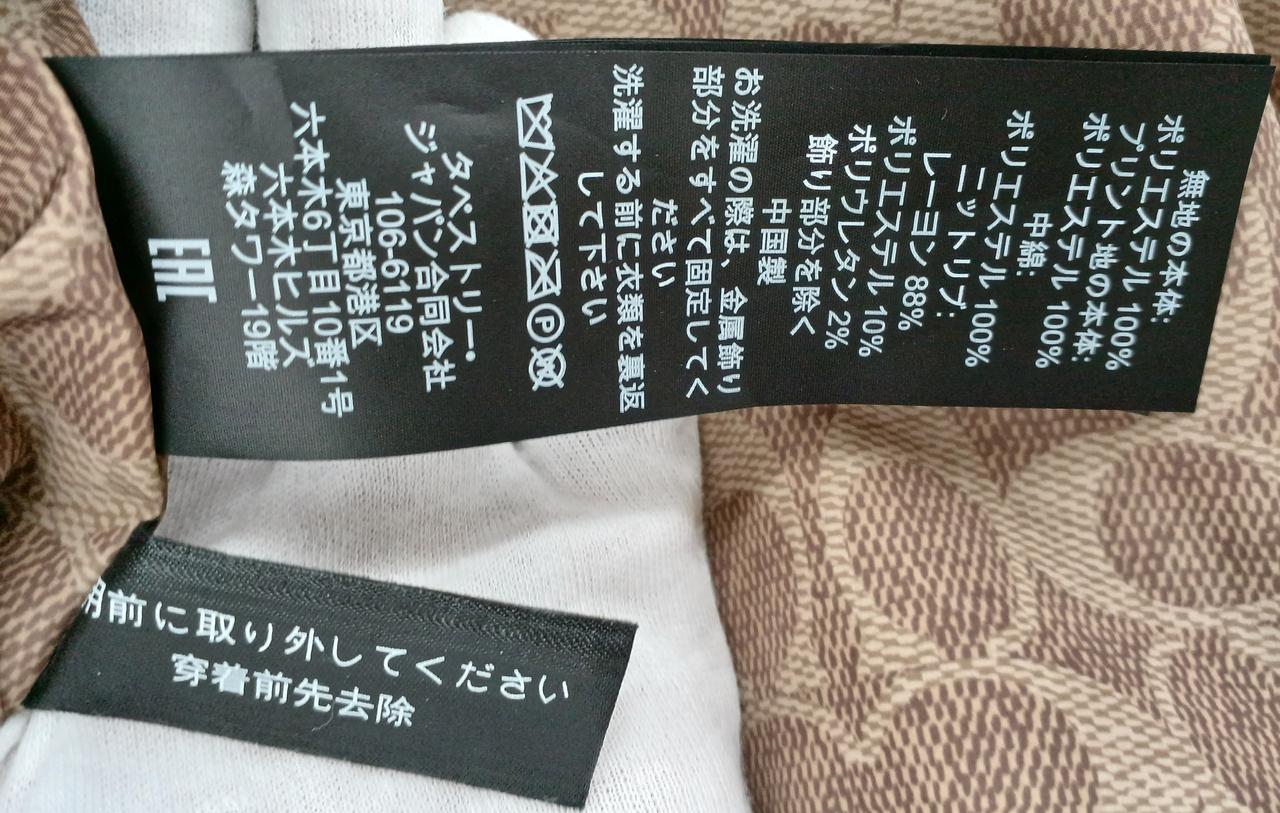 無地の本体:
ポリエステル 100%
プリント地の本体:
ポリエステル 100%
中綿:
ポリエステル 100%
ニットリブ:
レーヨン 88%
ポリエステル 10%
ポリウレタン 2%
飾り部分を除く
中国製
お洗濯の際は、金属飾り
部分をすべて固定してく
ださい
洗濯する前に衣類を裏返
して下さい
P
W
タペストリー・
ジャパン合同会社
106-6119
東京都港区
六本木6丁目10番1号
六本木ヒルズ
森タワー19階
EAC
用前に取り外してください
穿着前先去除